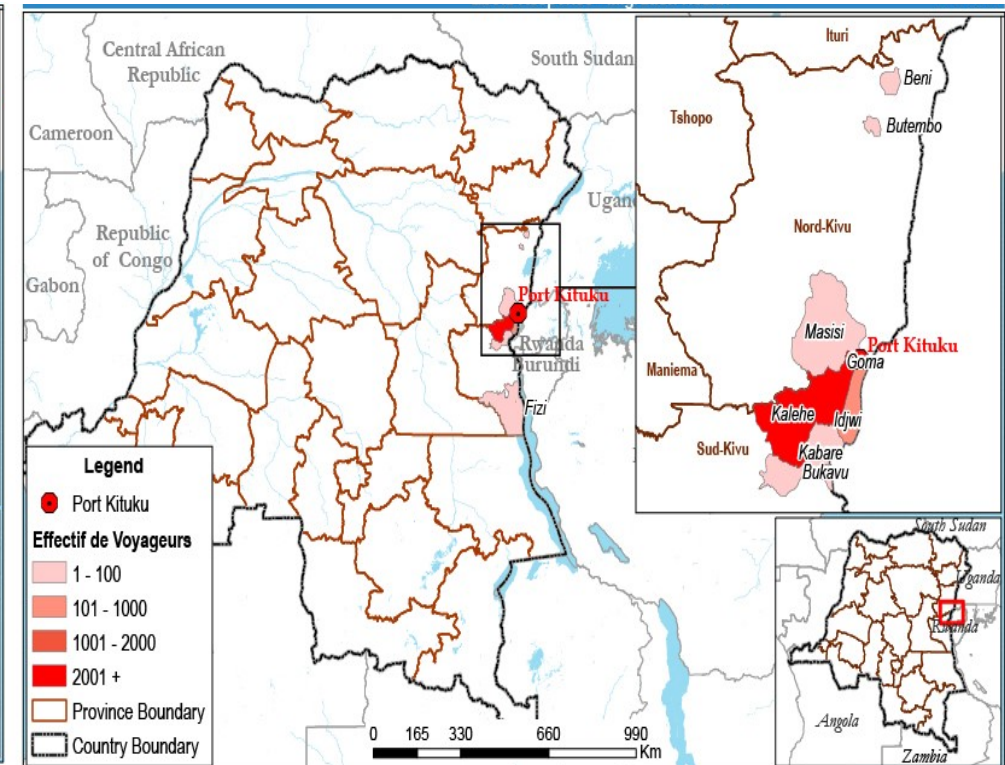 Central African
Republic
South Sudan
Cameroon
Republic
of Congo
Gabon
Port Kituku
Rwanda
Burundi
Fizi
Legend
Port Kituku
Effectif de Voyageurs
1 - 100
101 - 1000
1001 - 2000
2001 +
Province Boundary
Country Boundary
0 165 330 660 990
Km
Ituri
Beni
Tshopo
Butembo
Nord-Kivu
Masisi
Port Kituku
Goma
Maniema
Kalehe
Idjwi
Sud-Kivu
Kabare
Bukavu
South Sudan
Uganda
Rwanda
Angola
Zambia